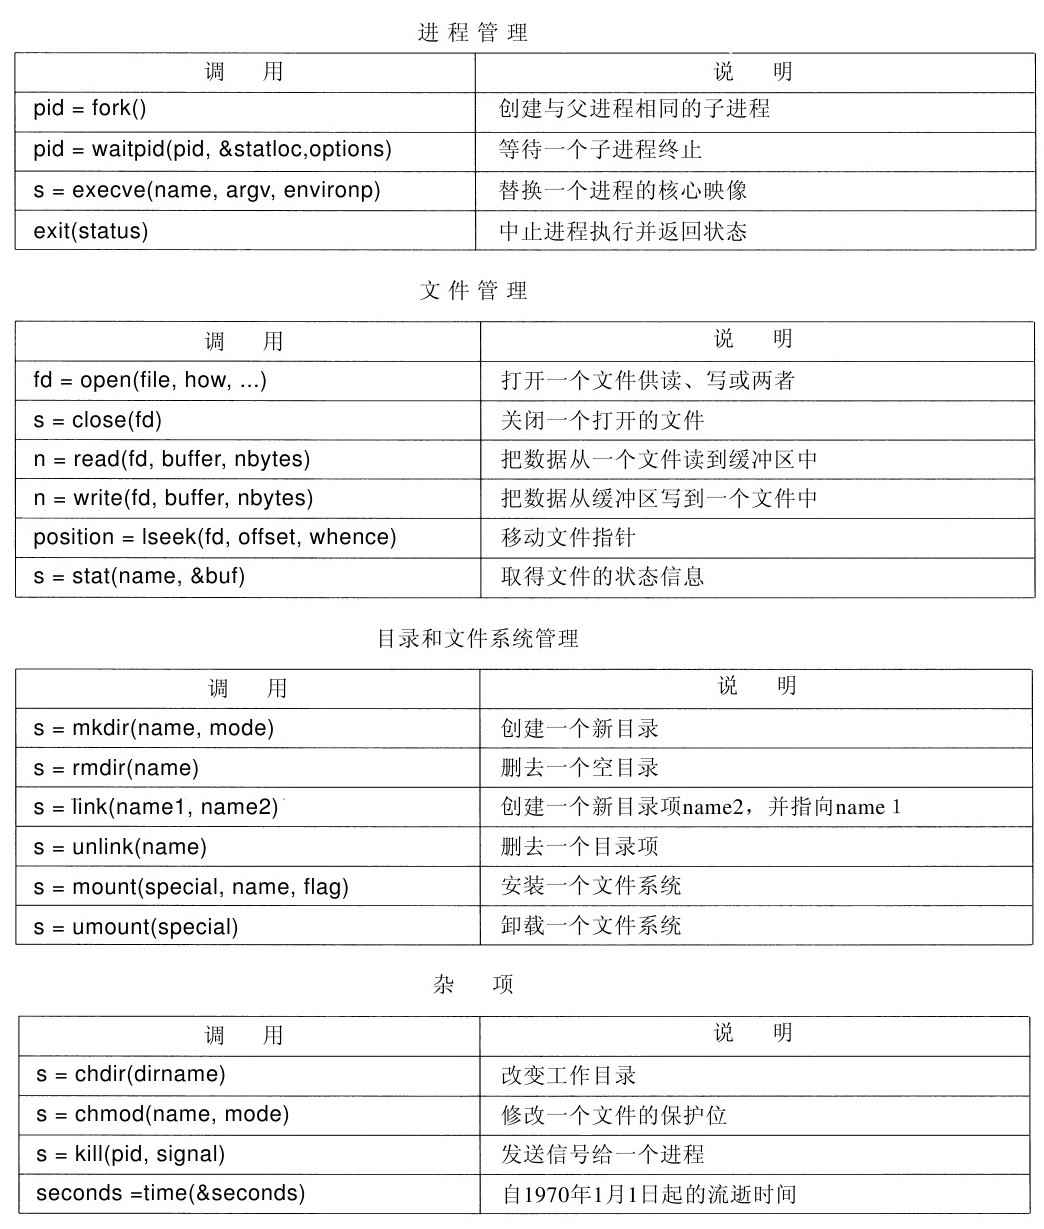 进程管理
调 用 说 明
pid = fork() 创建与父进程相同的子进程
pid = waitpid(pid, &statloc,options) 等待一个子进程终止
s = execve(name, argv, environp) 替换一个进程的核心映像
exit(status) 中止进程执行并返回状态
文件管理
调 用 说 明
fd = open(file, how, ...) 打开一个文件供读、写或两者
s = close(fd) 关闭一个打开的文件
n = read(fd, buffer, nbytes) 把数据从一个文件读到缓冲区中
n = write(fd, buffer, nbytes) 把数据从缓冲区写到一个文件中
position = lseek(fd, offset, whence) 移动文件指针
s = stat(name, &buf) 取得文件的状态信息
目录和文件系统管理
调 用 说 明
s = mkdir(name, mode) 创建一个新目录
s = rmdir(name) 删去一个空目录
s = link(name1, name2) 创建一个新目录项name2，并指向name 1
s = unlink(name) 删去一个目录项
s = mount(special, name, flag) 安装一个文件系统
s = umount(special) 卸载一个文件系统
杂 项
调 用 说 明
s = chdir(dirname) 改变工作目录
s = chmod(name, mode) 修改一个文件的保护位
s = kill(pid, signal) 发送信号给一个进程
seconds =time(&seconds) 自1970年1月1日起的流逝时间